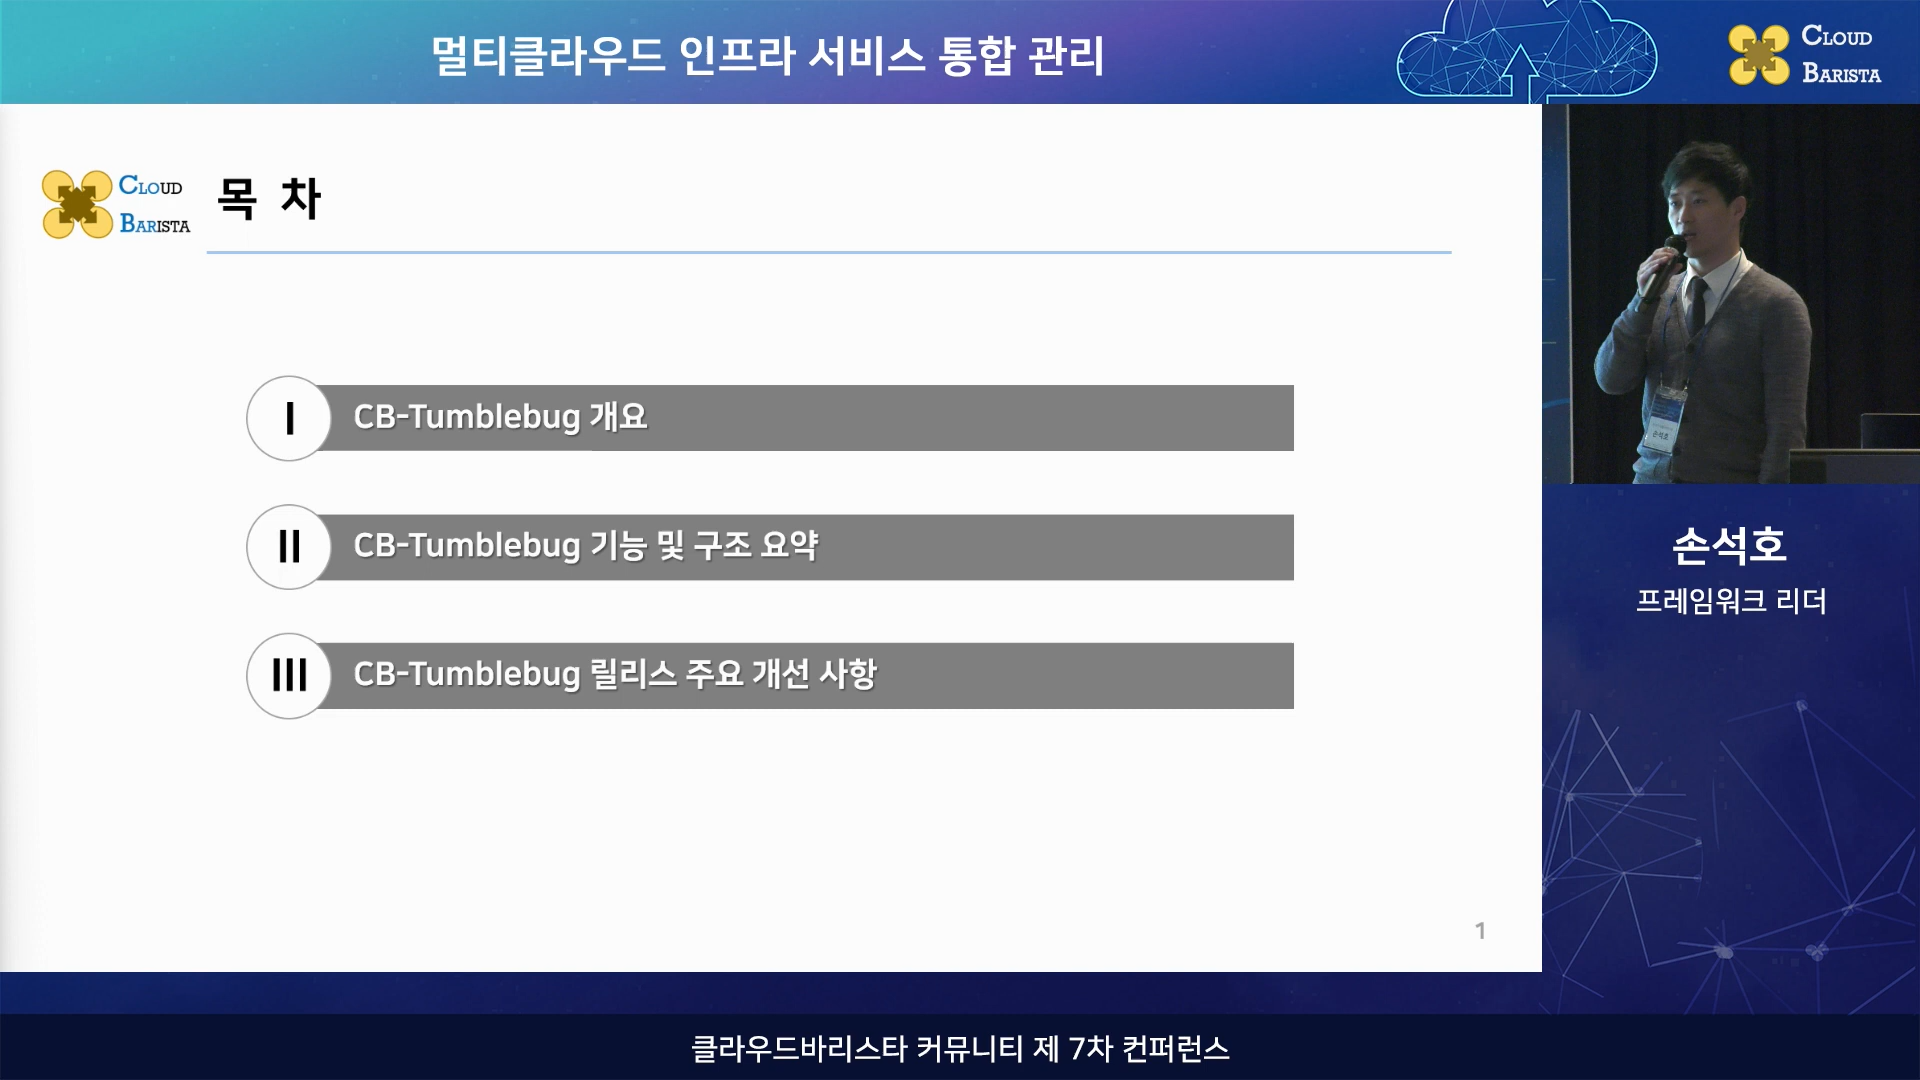 멀티클라우드 인프라 서비스 통합 관리
CLOUD
BARISTA
CLOUD
BARISTA
목 차
I
CB-Tumblebug 개요
II
CB-Tumblebug 기능 및 구조 요약
III
CB-Tumblebug 릴리스 주요 개선 사항
1
손석호
손석호
프레임워크 리더
클라우드바리스타 커뮤니티 제 7차 컨퍼런스